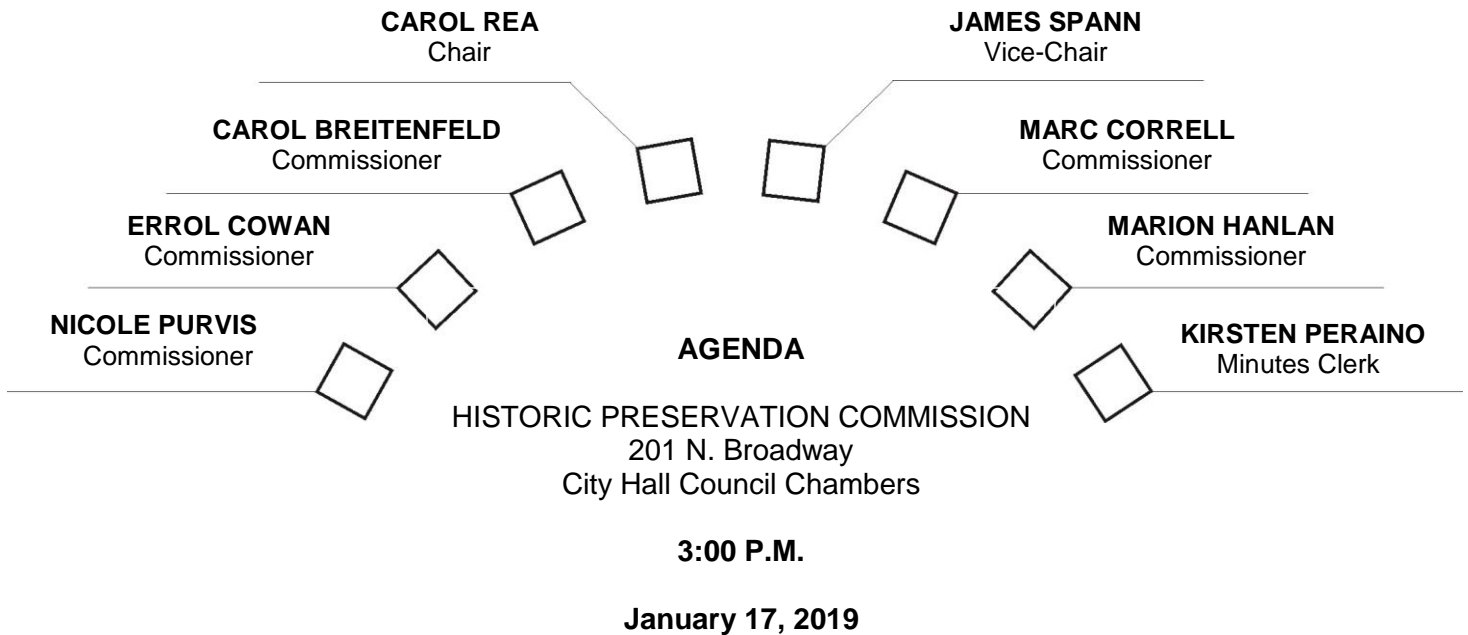 CAROL REA
Chair
JAMES SPANN
Vice-Chair
CAROL BREITENFELD
Commissioner
MARC CORRELL
Commissioner
ERROL COWAN
Commissioner
MARION HANLAN
Commissioner
NICOLE PURVIS
Commissioner
KIRSTEN PERAINO
Minutes Clerk
AGENDA
HISTORIC PRESERVATION COMMISSION
201 N. Broadway
City Hall Council Chambers
3:00 P.M.
January 17, 2019